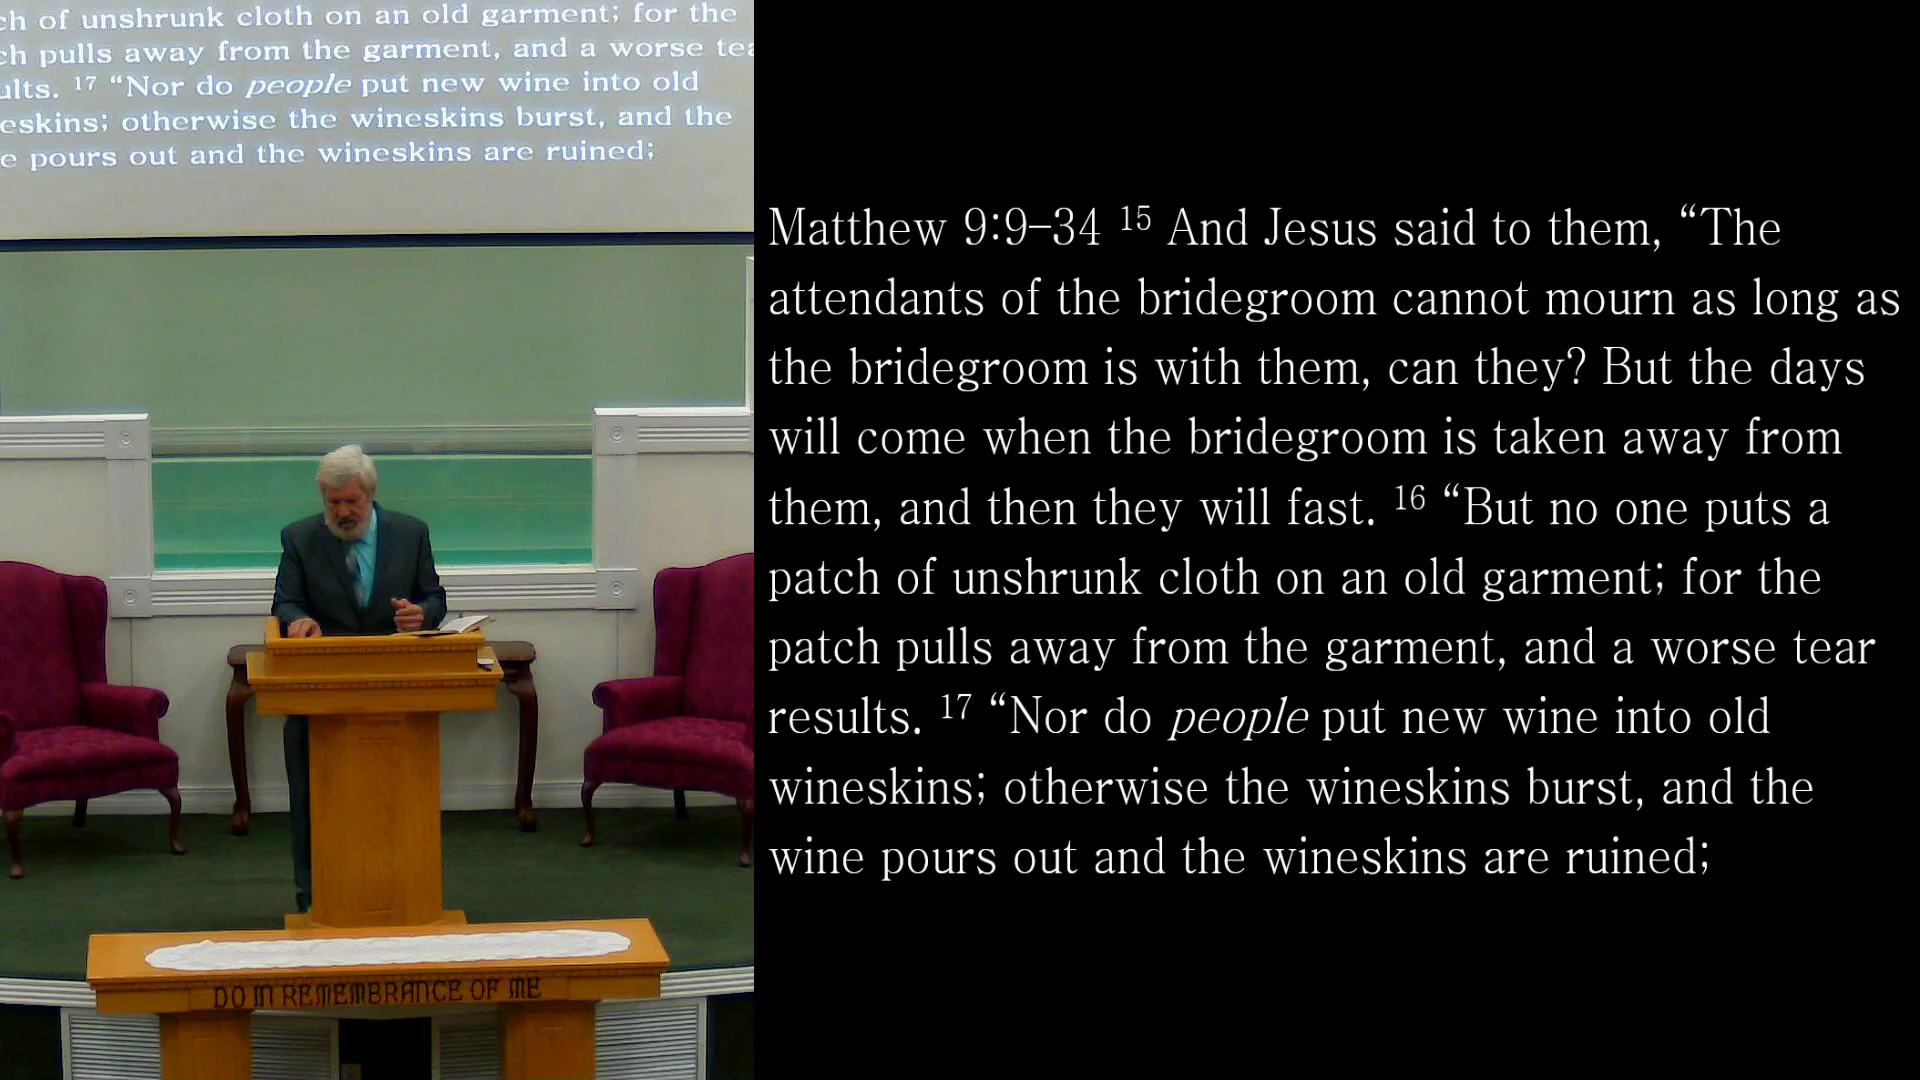 ch of unshrunk cloth on an old garment; for the
ch pulls away from the garment, and a worse tea
ults. 17 “Nor do people put new wine into old
eskins; otherwise the wineskins burst, and the
e pours out and the wineskins are ruined;
Matthew 9:9–34 15 And Jesus said to them, “The
attendants of the bridegroom cannot mourn as long as
the bridegroom is with them, can they? But the days
will come when the bridegroom is taken away from
them, and then they will fast. 16 “But no one puts a
patch of unshrunk cloth on an old garment; for the
patch pulls away from the garment, and a worse tear
results. 17 “Nor do people put new wine into old
wineskins; otherwise the wineskins burst, and the
wine pours out and the wineskins are ruined;
DO IN REMEMBRANCE OF ME